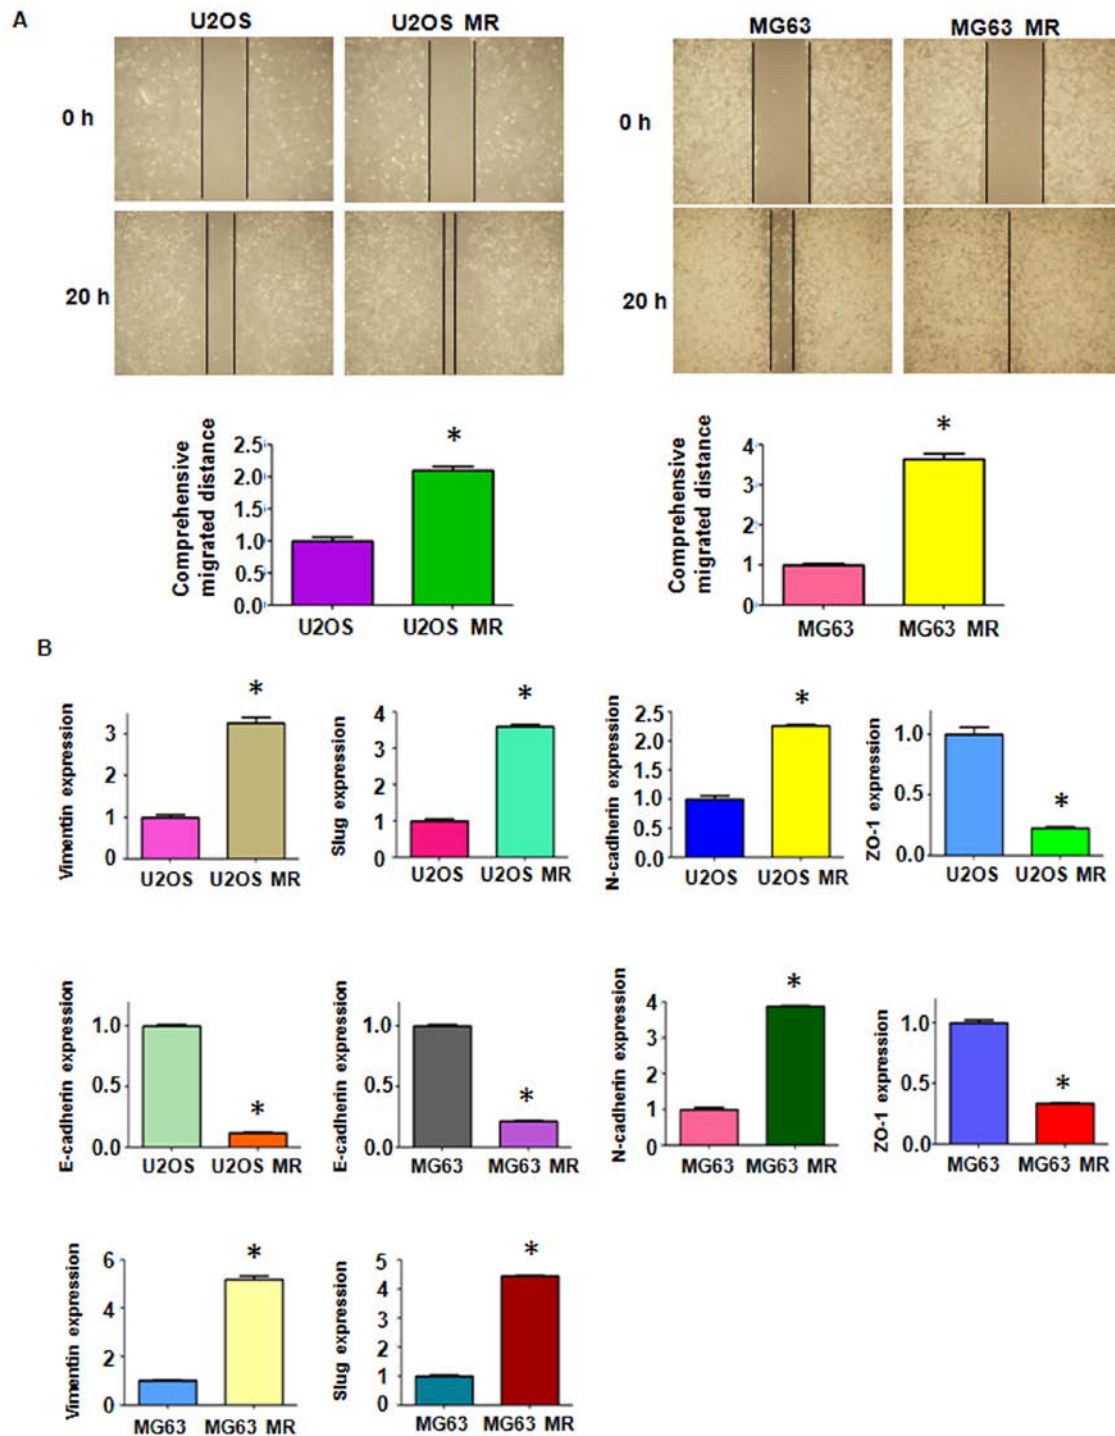 A
U2OS U2OS MR MG63 MG63 MR
0 h 0 h
20 h 20 h
Comprehensive
migrated distance
2.5
2.0
1.0
0.5
0.0
*
U2OS U2OS MR
Comprehensive
migrated distance
4
3
2
1
0
*
MG63 MG63 MR
B
Vimentin expression
3
2
1
0
*
U2OS U2OS MR
Slug expression
4
3
2
1
0
*
U2OS U2OS MR
N-cadherin expression
2.5
2.0
1.5
1.0
0.5
0.0
*
U2OS U2OS MR
ZO-1 expression
1.0
0.5
0.0
*
U2OS U2OS MR
E-cadherin expression
1.0
0.5
0.0
*
U2OS U2OS MR
E-cadherin expression
1.0
0.5
0.0
*
MG63 MG63 MR
N-cadherin expression
4
3
2
1
0
*
MG63 MG63 MR
ZO-1 expression
1.0
0.5
0.0
*
MG63 MG63 MR
Vimentin expression
6
4
2
0
*
MG63 MG63 MR
Slug expression
5
4
3
2
1
0
*
MG63 MG63 MR